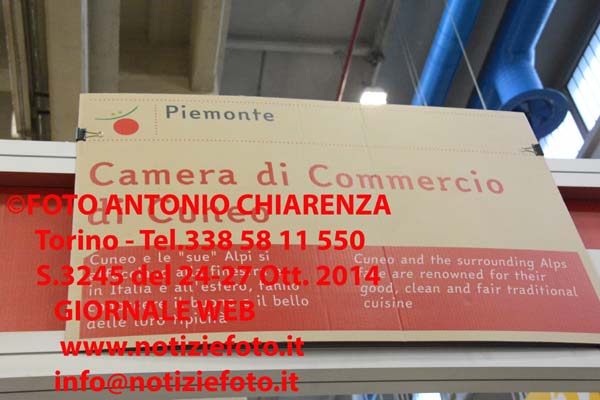 Piemonte
Camera di Commercio
di Cuneo
©FOTO ANTONIO CHIARENZA
Torino - Tel.338 58 11 550
S.3245 del 24-27 Ott. 2014
GIORNALE WEB
www.notiziefoto.it
info@notiziefoto.it
Cuneo e le "sue" Alpi si
in Italia e all'estero, fanno
il buono e il bello
delle loro tipicità
Cuneo and the surrounding Alps
are renowned for their
good, clean and fair traditional
cuisine